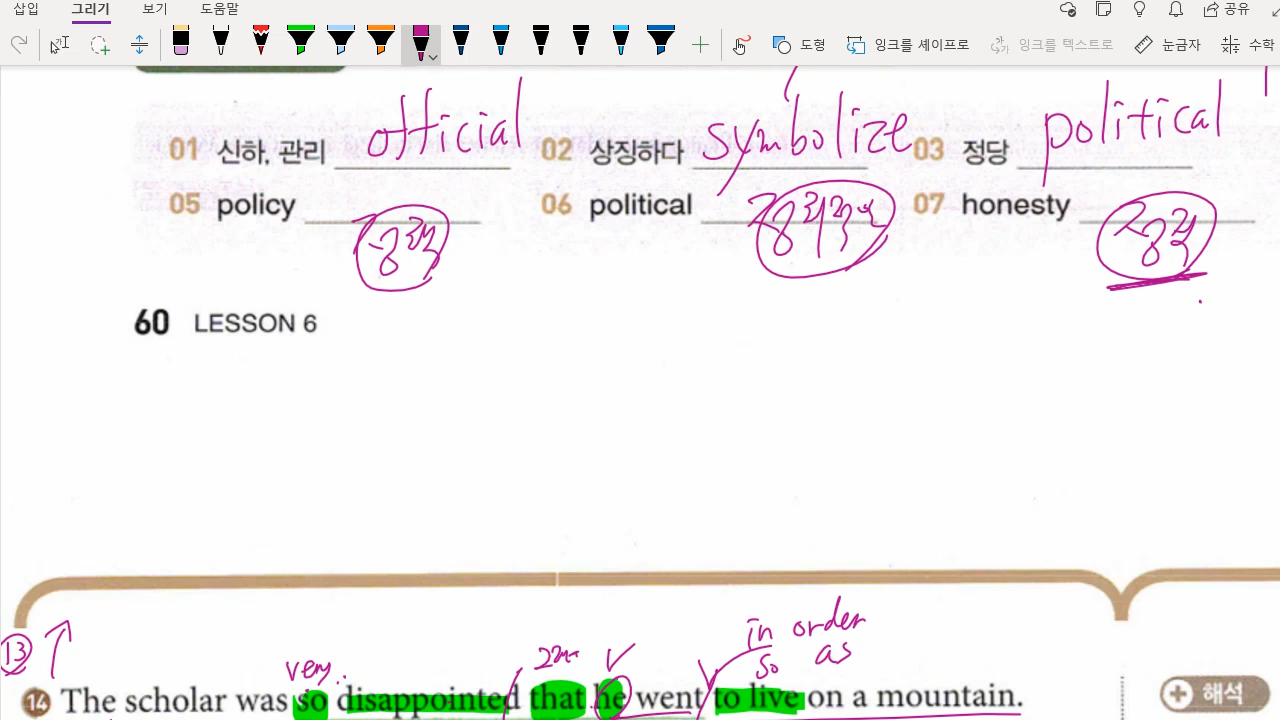 삽입 그리기 보기 도움말 공유
도형 잉크를 셰이프로 잉크를 텍스트로 눈금자 수학
official symbolize political
01 신하, 관리 02 상징하다 03 정당
05 policy 06 political 07 honesty
정책 정직
60 LESSON 6
in order
so as
13
very..
14 The scholar was so disappointed that he went to live on a mountain.
해석